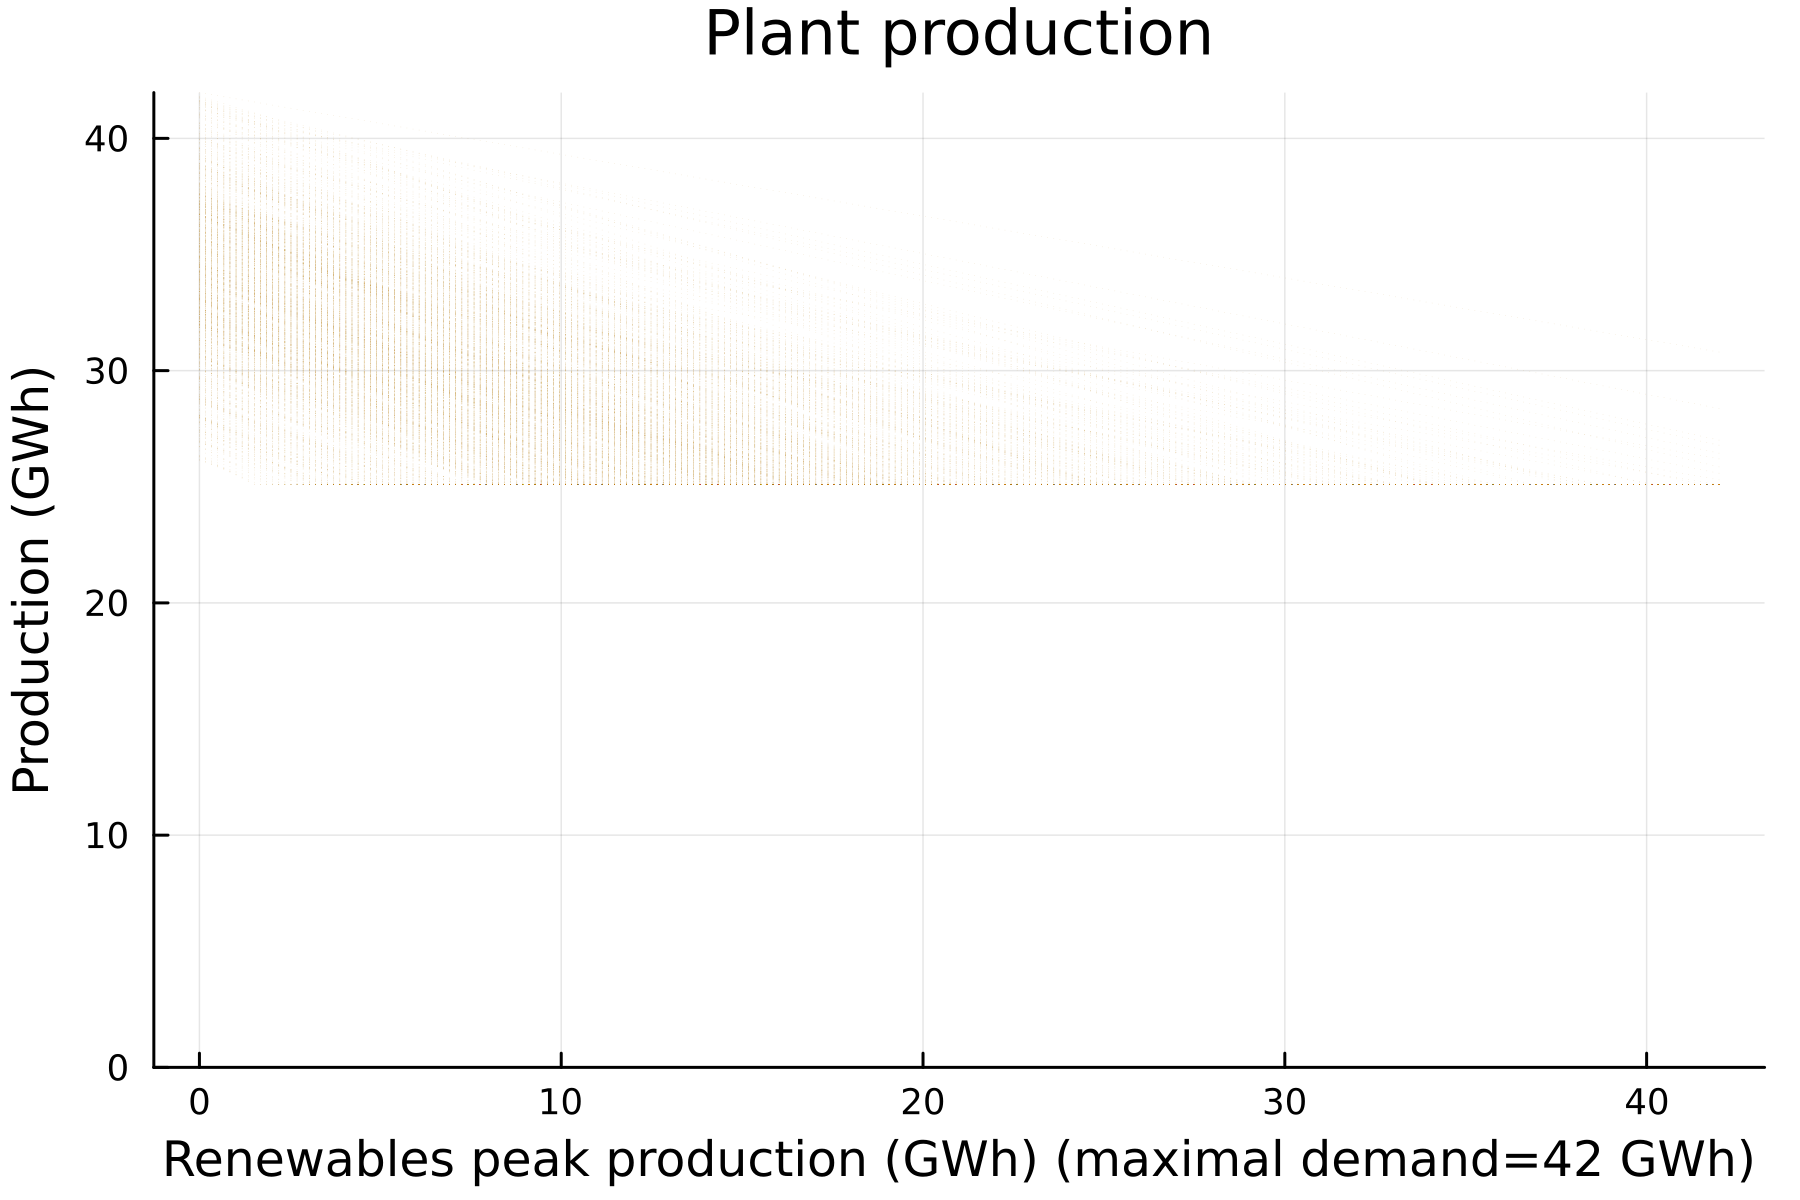 Plant production
Production (GWh)
40
30
20
10
0
0 10 20 30 40
Renewables peak production (GWh) (maximal demand=42 GWh)